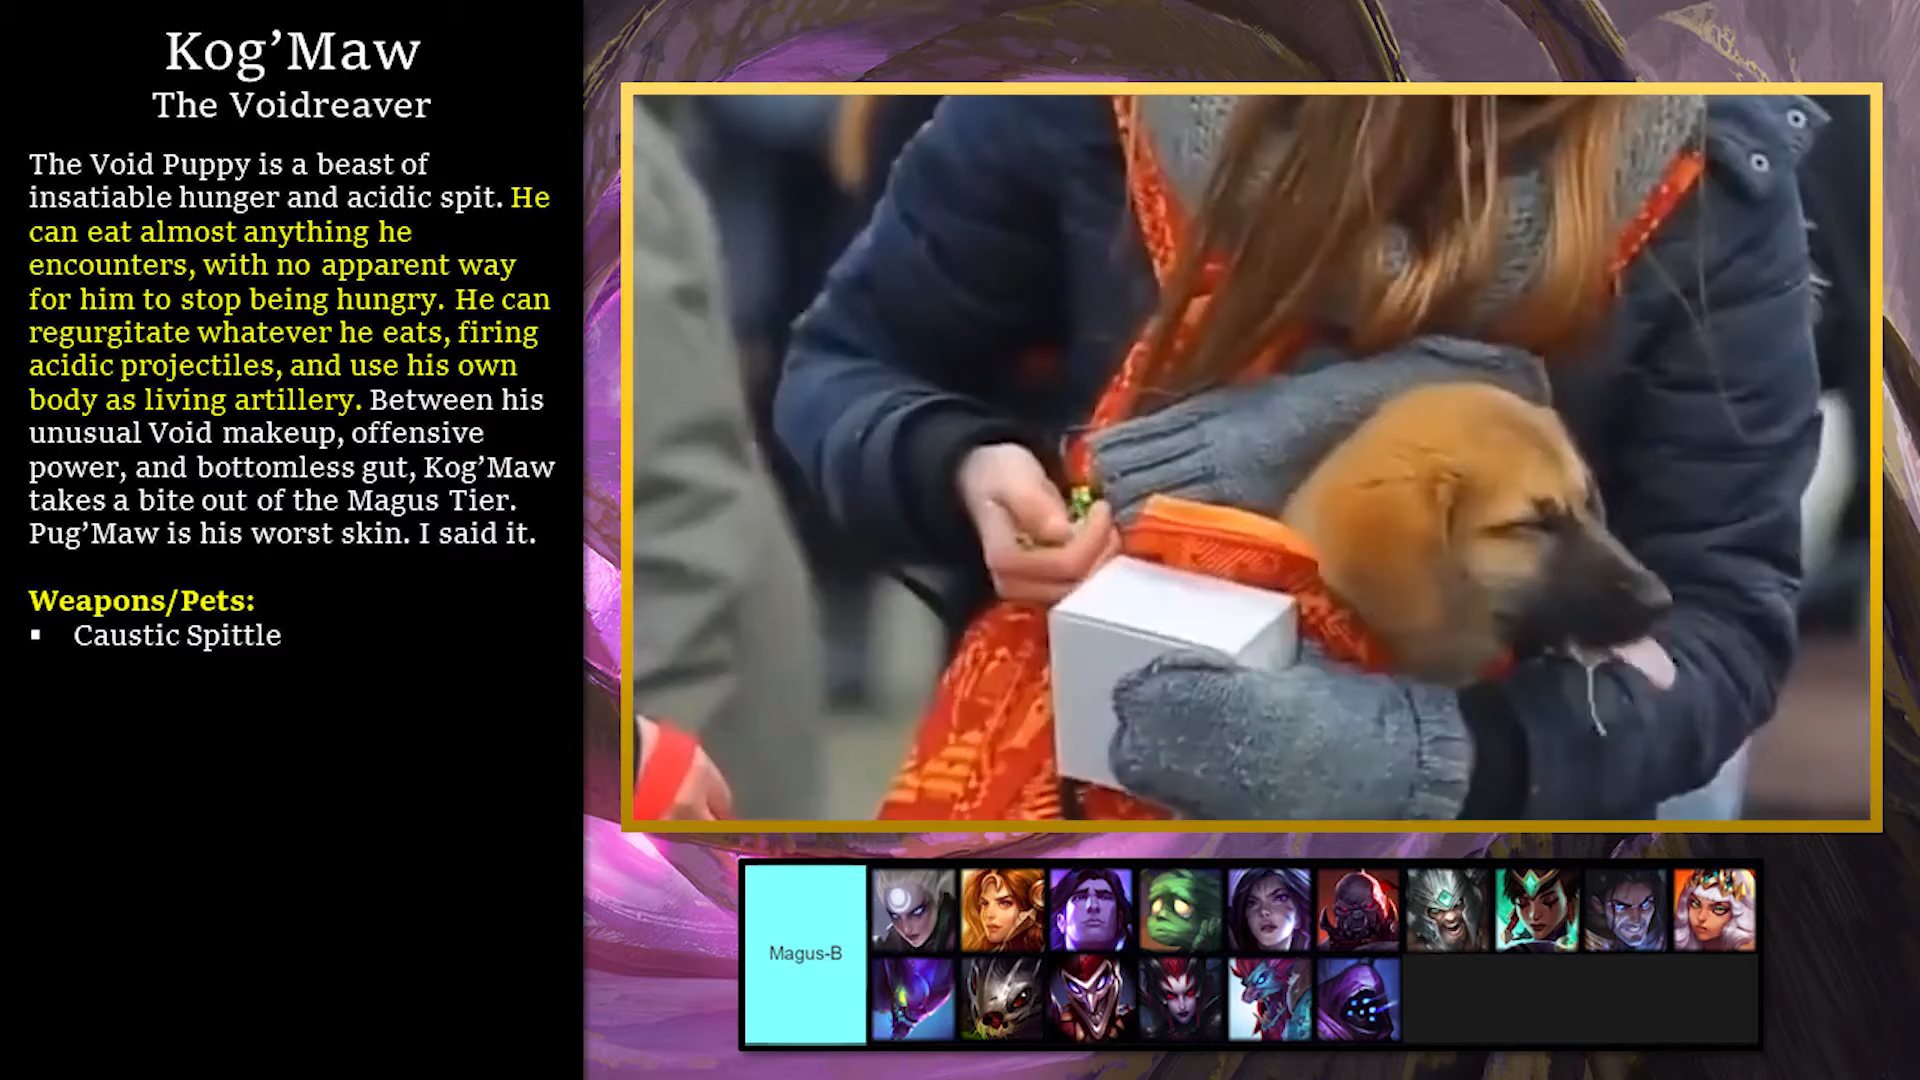 Kog’Maw
The Voidreaver
The Void Puppy is a beast of
insatiable hunger and acidic spit. He
can eat almost anything he
encounters, with no apparent way
for him to stop being hungry. He can
regurgitate whatever he eats, firing
acidic projectiles, and use his own
body as living artillery. Between his
unusual Void makeup, offensive
power, and bottomless gut, Kog’Maw
takes a bite out of the Magus Tier.
Pug’Maw is his worst skin. I said it.
Weapons/Pets:
▪ Caustic Spittle
Magus-B